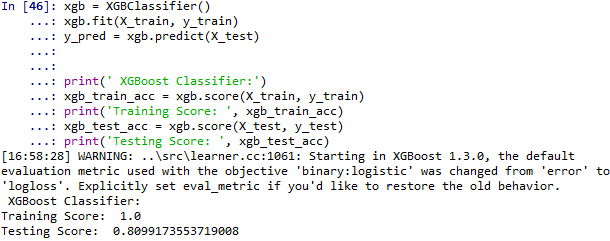 In [46]: xgb = XGBClassifier()
    ...: xgb.fit(X_train, y_train)
    ...: y_pred = xgb.predict(X_test)
    ...:
    ...:
    ...: print(' XGBoost Classifier:')
    ...: xgb_train_acc = xgb.score(X_train, y_train)
    ...: print('Training Score: ', xgb_train_acc)
    ...: xgb_test_acc = xgb.score(X_test, y_test)
    ...: print('Testing Score: ', xgb_test_acc)
[16:58:28] WARNING: ..\src\learner.cc:1061: Starting in XGBoost 1.3.0, the default
evaluation metric used with the objective 'binary:logistic' was changed from 'error' to
'logloss'. Explicitly set eval_metric if you'd like to restore the old behavior.
 XGBoost Classifier:
Training Score:  1.0
Testing Score:  0.8099173553719008